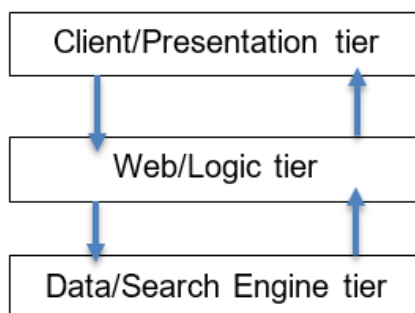 Client/Presentation tier
Web/Logic tier
Data/Search Engine tier